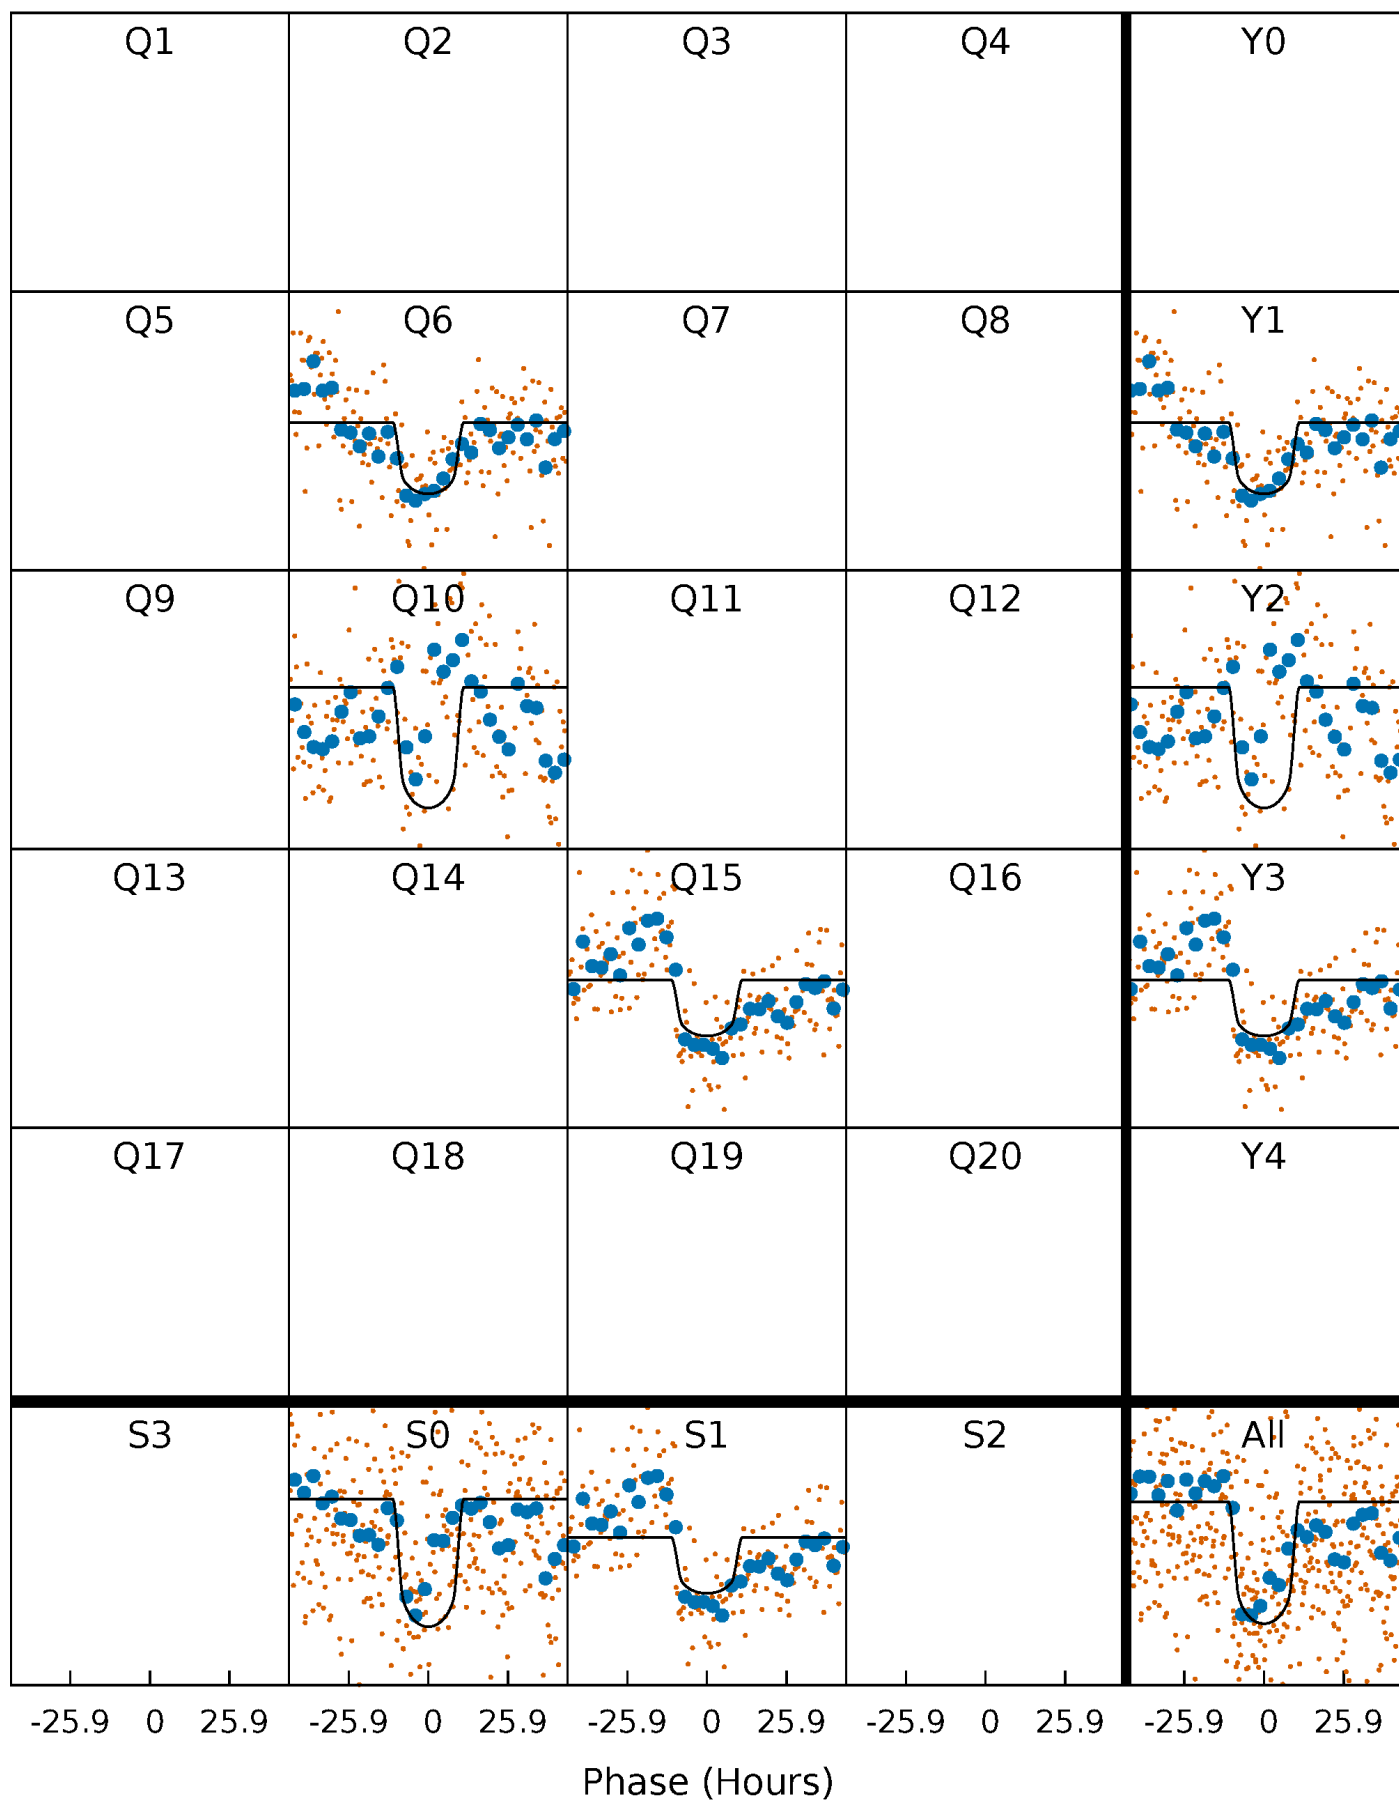 Q1 Q2 Q3 Q4 Y0
Q5 Q6 Q7 Q8 Y1
Q9 Q10 Q11 Q12 Y2
Q13 Q14 Q15 Q16 Y3
Q17 Q18 Q19 Q20 Y4
S3 S0 S1 S2 All
-25.9 0 25.9 -25.9 0 25.9 -25.9 0 25.9 -25.9 0 25.9 -25.9 0 25.9
Phase (Hours)